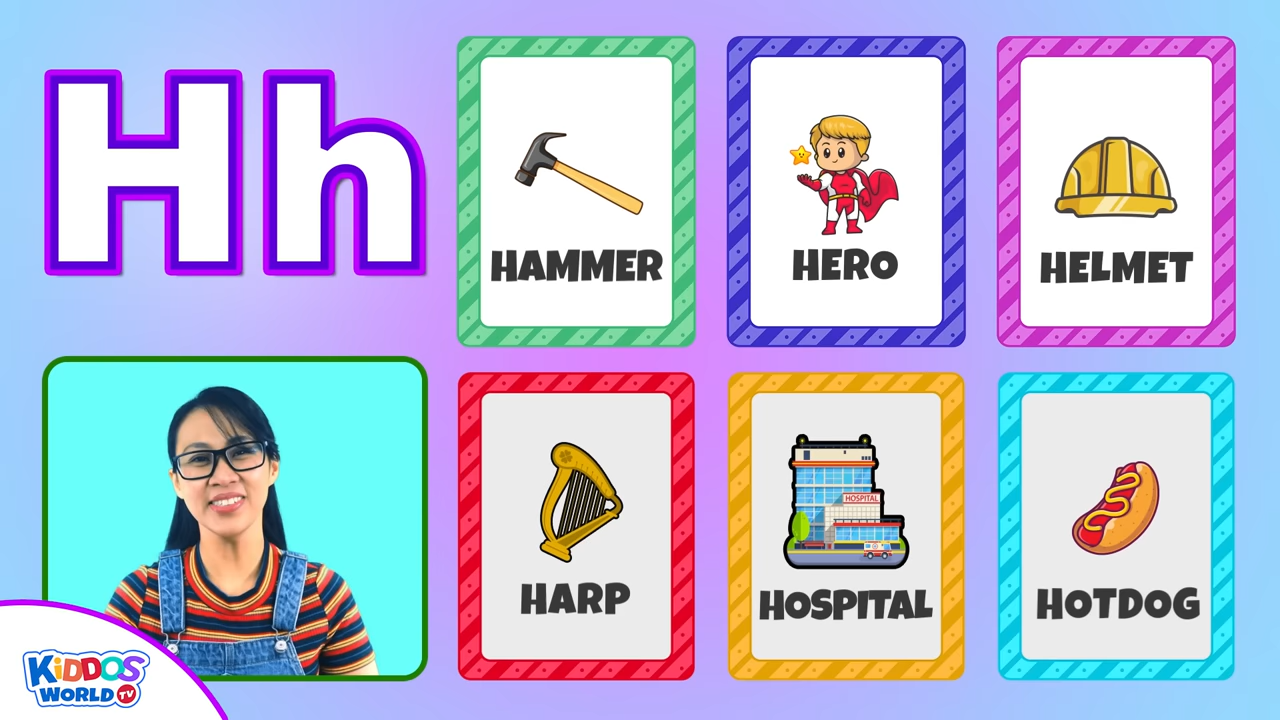 Hh
HAMMER
HERO
HELMET
HARP
HOSPITAL
HOSPITAL
HOTDOG
KiDDOS
WORLD TV